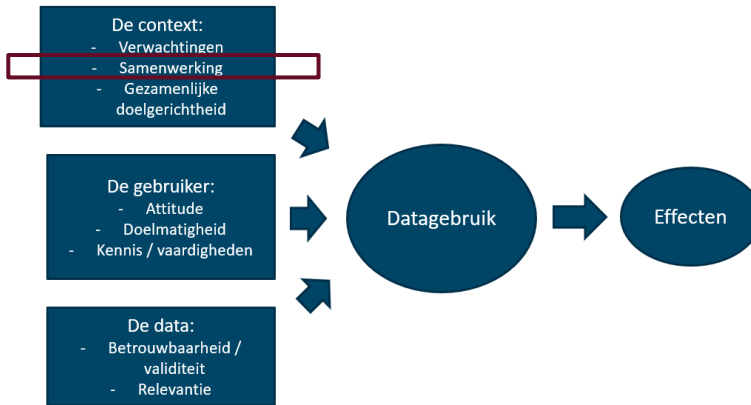 De context:
- Verwachtingen
- Samenwerking
- Gezamenlijke
doelgerichtheid
De gebruiker:
- Attitude
- Doelmatigheid
- Kennis / vaardigheden
De data:
- Betrouwbaarheid /
validiteit
- Relevantie
Datagebruik
Effecten